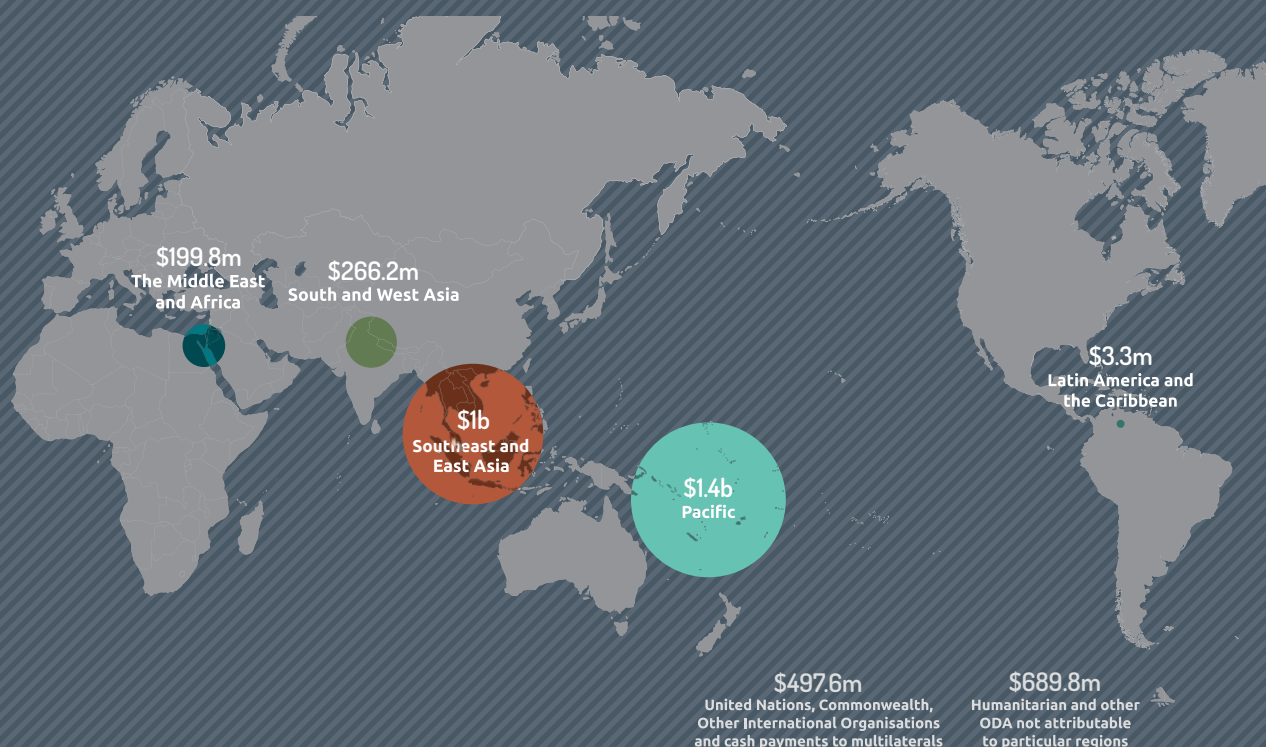 $199.8m
The Middle East
and Africa
$266.2m
South and West Asia
$1b
Southeast and
East Asia
$1.4b
Pacific
$3.3m
Latin America and
the Caribbean
$497.6m
United Nations, Commonwealth,
Other International Organisations
and cash payments to multilaterals
$689.8m
Humanitarian and other
ODA not attributable
to particular regions